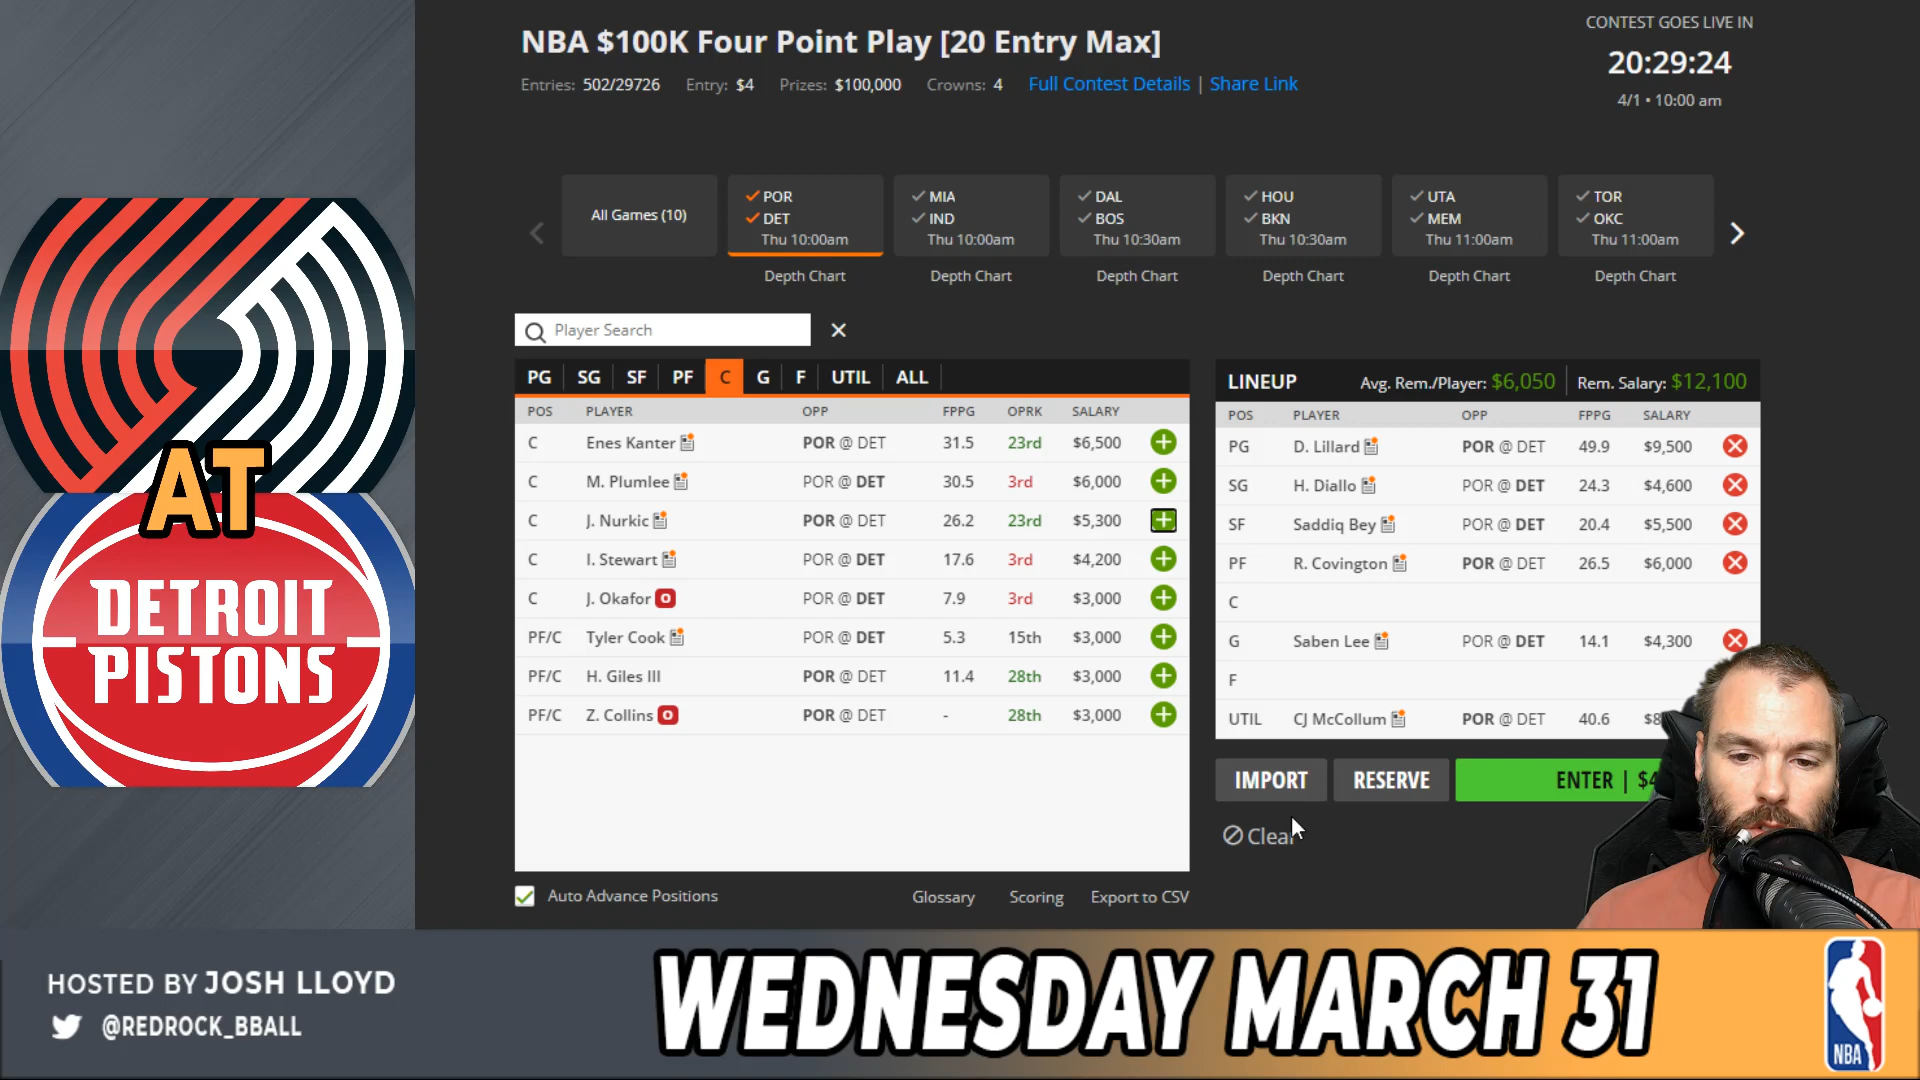 NBA $100K Four Point Play [20 Entry Max]
Entries: 502/29726 Entry: $4 Prizes: $100,000 Crowns: 4 Full Contest Details | Share Link
CONTEST GOES LIVE IN
20:29:24
4/1 • 10:00 am
All Games (10)
POR
DET
Thu 10:00am
Depth Chart
MIA
IND
Thu 10:00am
Depth Chart
DAL
BOS
Thu 10:30am
Depth Chart
HOU
BKN
Thu 10:30am
Depth Chart
UTA
MEM
Thu 11:00am
Depth Chart
TOR
OKC
Thu 11:00am
Depth Chart
Player Search
PG SG SF PF C G F UTIL ALL
POS PLAYER OPP FPPG OPRK SALARY
C Enes Kanter POR @ DET 31.5 23rd $6,500
C M. Plumlee POR @ DET 30.5 3rd $6,000
C J. Nurkic POR @ DET 26.2 23rd $5,300
C I. Stewart POR @ DET 17.6 3rd $4,200
C J. Okafor O POR @ DET 7.9 3rd $3,000
PF/C Tyler Cook POR @ DET 5.3 15th $3,000
PF/C H. Giles III POR @ DET 11.4 28th $3,000
PF/C Z. Collins O POR @ DET - 28th $3,000
Auto Advance Positions Glossary Scoring Export to CSV
LINEUP Avg. Rem./Player: $6,050 Rem. Salary: $12,100
POS PLAYER OPP FPPG SALARY
PG D. Lillard POR @ DET 49.9 $9,500
SG H. Diallo POR @ DET 24.3 $4,600
SF Saddiq Bey POR @ DET 20.4 $5,500
PF R. Covington POR @ DET 26.5 $6,000
C
G Saben Lee POR @ DET 14.1 $4,300
F
UTIL CJ McCollum POR @ DET 40.6 $8
IMPORT RESERVE ENTER | $4
Clear
AT
DETROIT
PISTONS
HOSTED BY JOSH LLOYD
@REDROCK_BBALL
WEDNESDAY MARCH 31
NBA